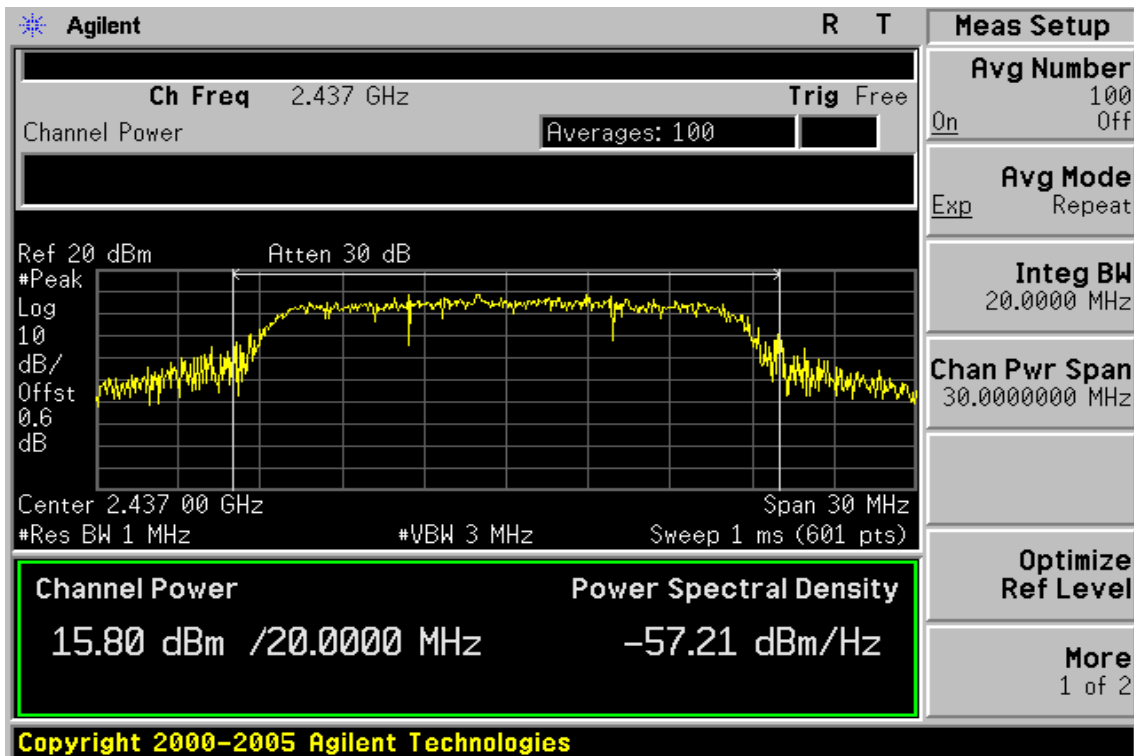 Agilent R T
Ch Freq 2.437 GHz Trig Free
Channel Power Averages: 100
Ref 20 dBm Atten 30 dB
#Peak
Log
10
dB/
Offst
0.6
dB
Center 2.437 00 GHz Span 30 MHz
#Res BW 1 MHz #VBW 3 MHz Sweep 1 ms (601 pts)
Channel Power Power Spectral Density
15.80 dBm /20.0000 MHz -57.21 dBm/Hz
Copyright 2000-2005 Agilent Technologies
Meas Setup
Avg Number
100
On Off
Avg Mode
Exp Repeat
Integ BW
20.0000 MHz
Chan Pwr Span
30.0000000 MHz
Optimize
Ref Level
More
1 of 2